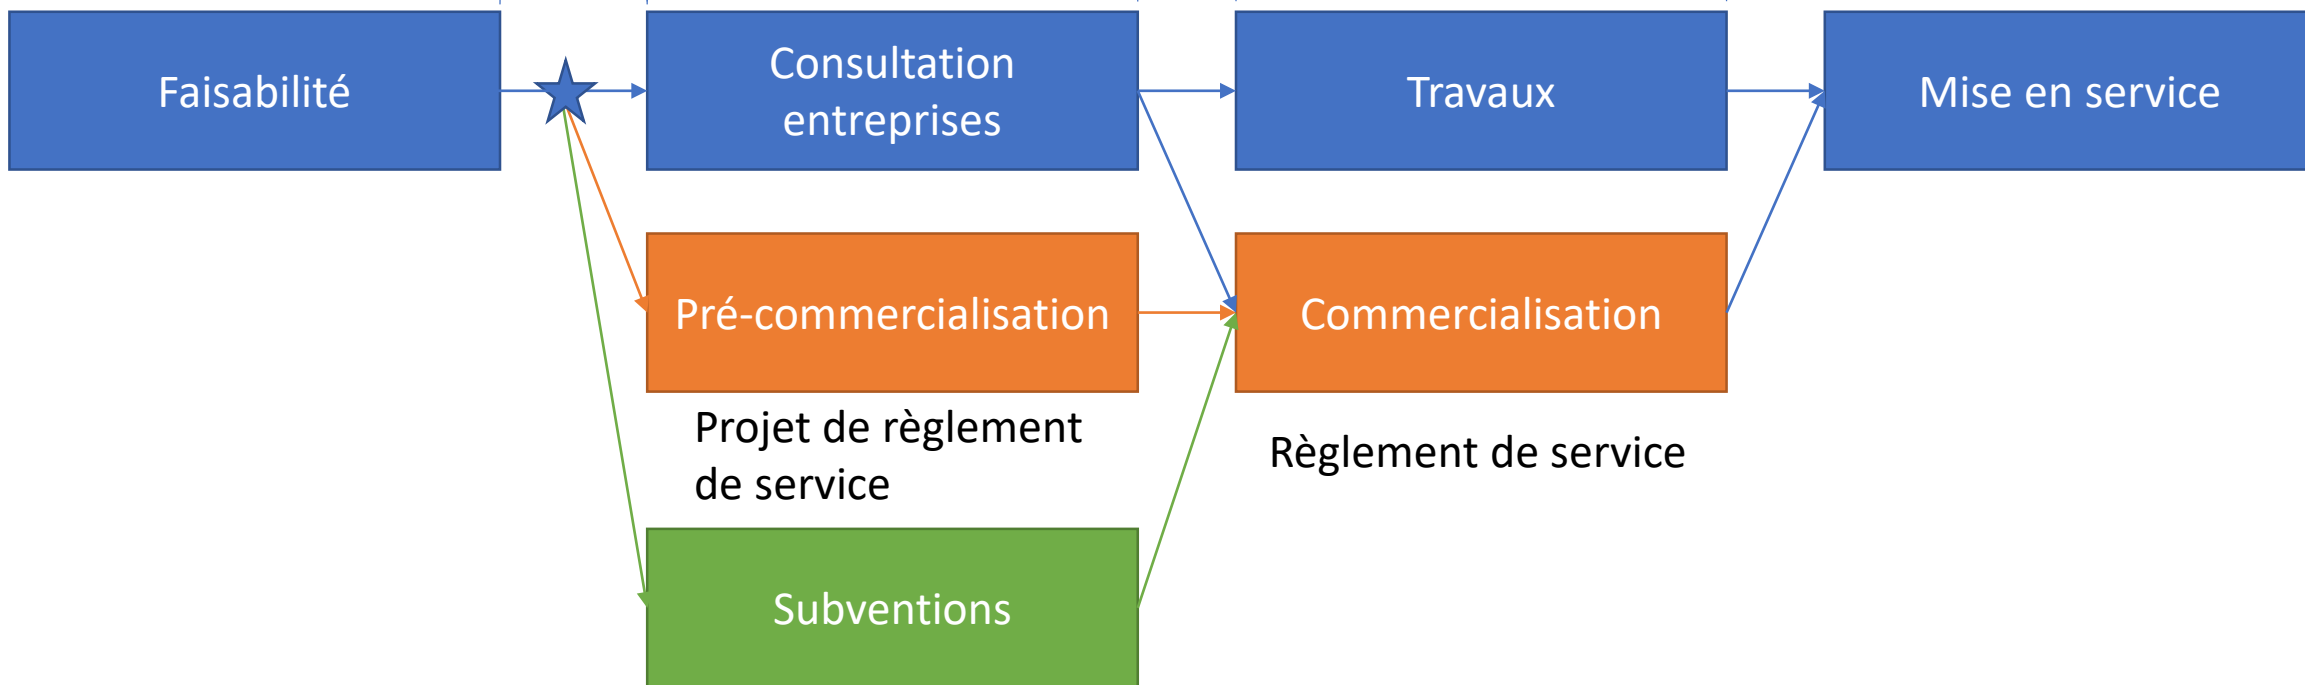 Faisabilité
Consultation
entreprises
Travaux
Mise en service
Pré-commercialisation
Commercialisation
Projet de règlement
de service
Règlement de service
Subventions